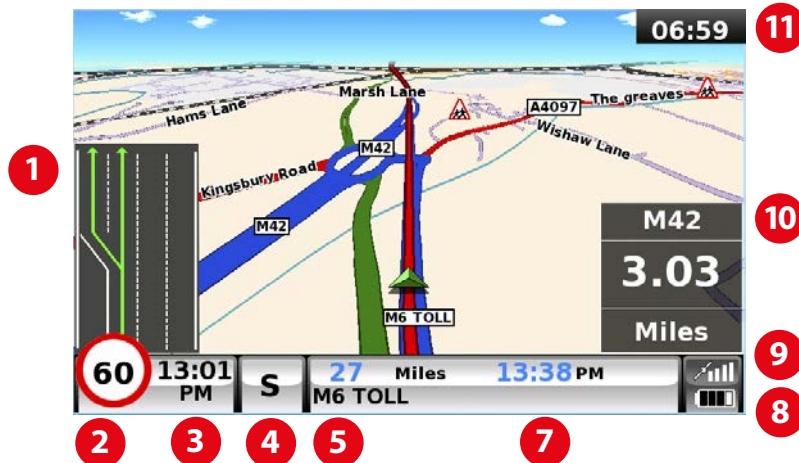 06:59
11
Marsh Lane
Hams Lane
A4097
The greaves
M42
Wishaw Lane
1
Kingsbury Road
M42
M42
10
3.03
M6 TOLL
Miles
60
13:01
PM
S
27 Miles 13:38 PM
M6 TOLL
9
8
2
3
4
5
7